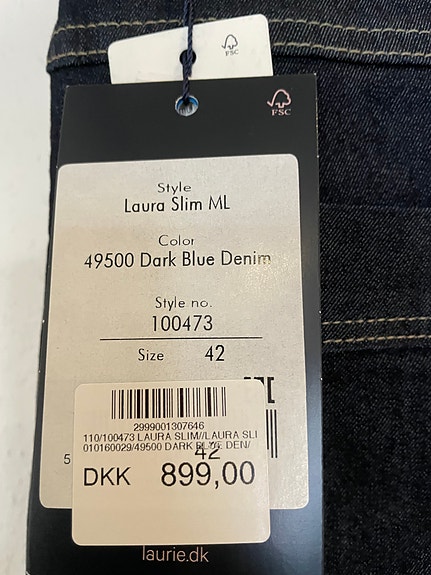 FSC
FSC
Style
Laura Slim ML
Color
49500 Dark Blue Denim
Style no.
100473
Size 42
2999001307646
110/100473 LAURA SLIM//LAURA SLI
010160029/49500 DARK BLUE DEN/
42
5
DKK 899,00
laurie.dk